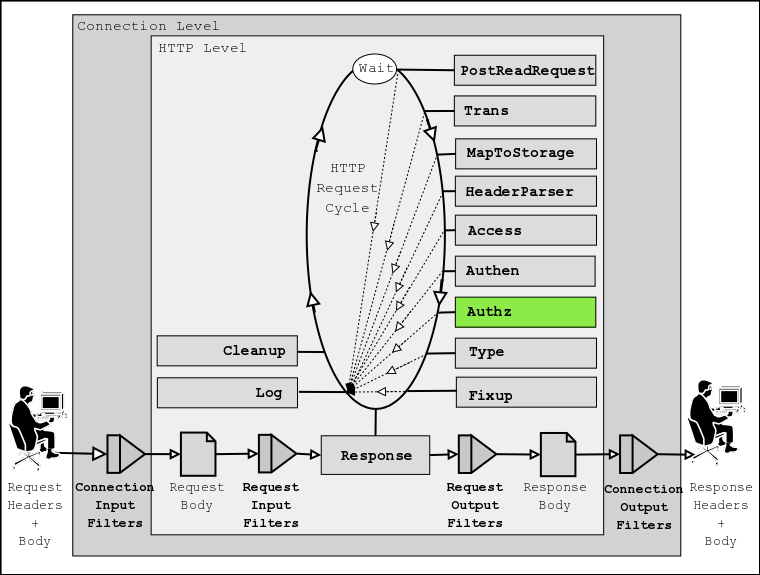 Connection Level
HTTP Level
Wait
PostReadRequest
Trans
MapToStorage
HTTP
Request
Cycle
HeaderParser
Access
Authen
Authz
Cleanup
Type
Log
Fixup
Response
Request
Headers
+
Body
Connection
Input
Filters
Request
Body
Request
Input
Filters
Request
Output
Filters
Response
Body
Connection
Output
Filters
Response
Headers
+
Body